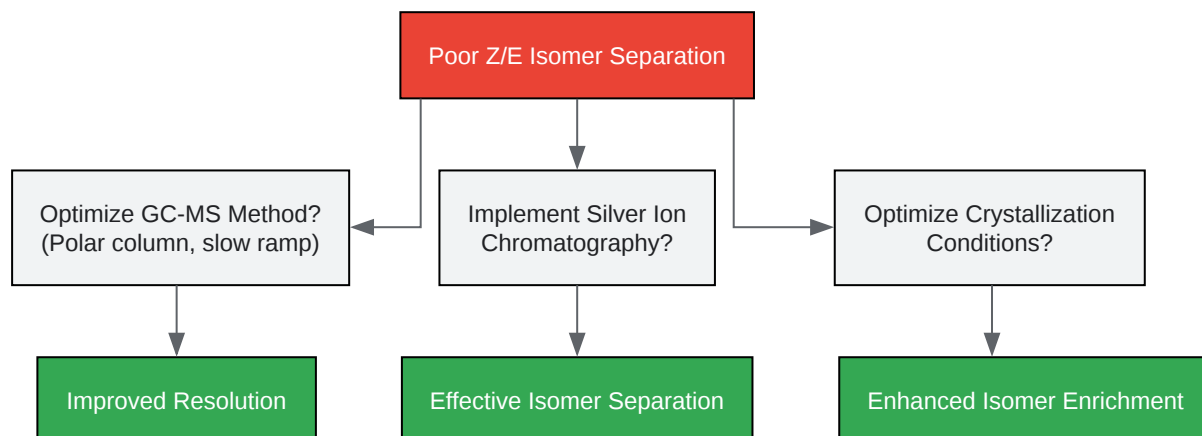 Poor Z/E Isomer Separation
Optimize GC-MS Method?
(Polar column, slow ramp)
Implement Silver Ion
Chromatography?
Optimize Crystallization
Conditions?
Improved Resolution
Effective Isomer Separation
Enhanced Isomer Enrichment